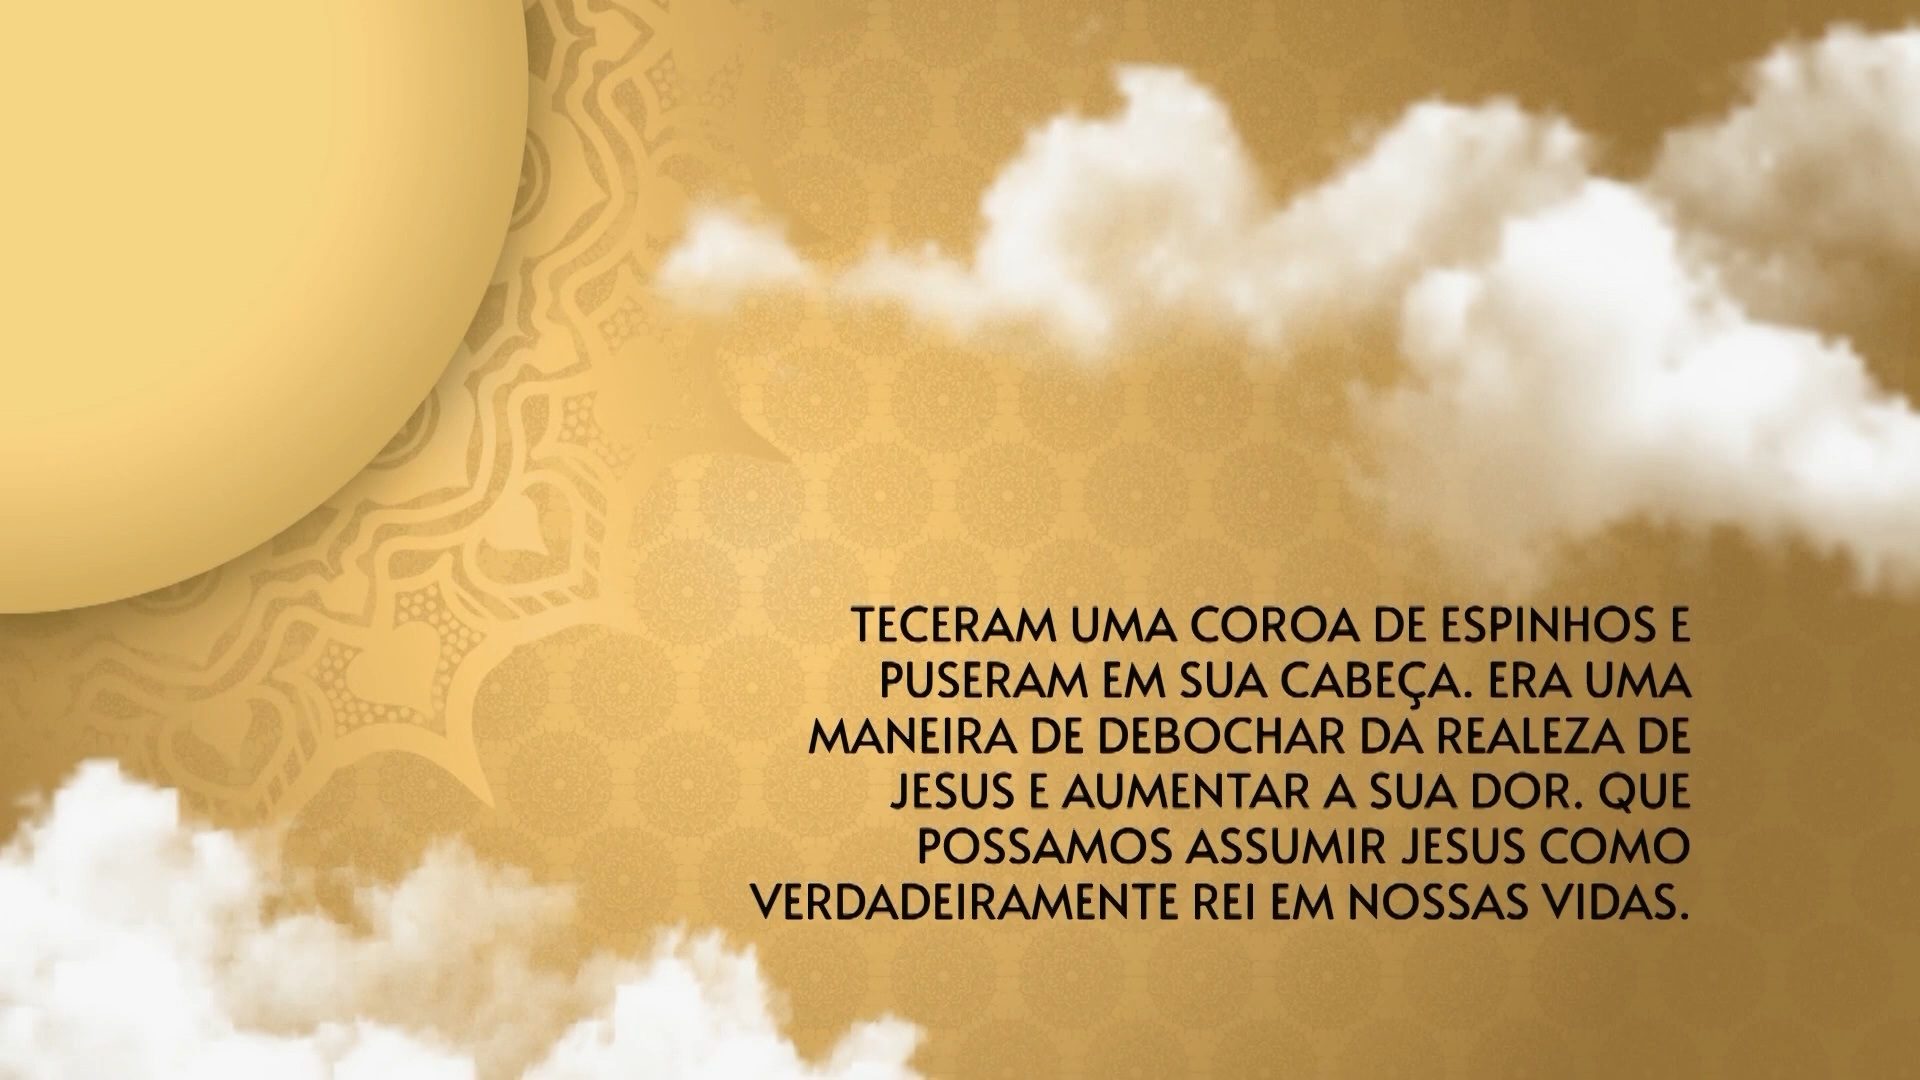 TECERAM UMA COROA DE ESPINHOS E
PUSERAM EM SUA CABEÇA. ERA UMA
MANEIRA DE DEBOCHAR DA REALEZA DE
JESUS E AUMENTAR A SUA DOR. QUE
POSSAMOS ASSUMIR JESUS COMO
VERDADEIRAMENTE REI EM NOSSAS VIDAS.